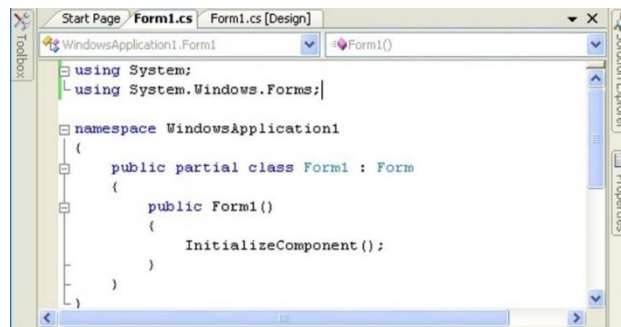 Start Page Form1.cs Form1.cs [Design]
Toolbox
WindowsApplication1.Form1 Form1()
using System;
using System.Windows.Forms;
namespace WindowsApplication1
{
public partial class Form1 : Form
{
public Form1()
{
InitializeComponent();
}
}
}
Solution Explorer
Properties